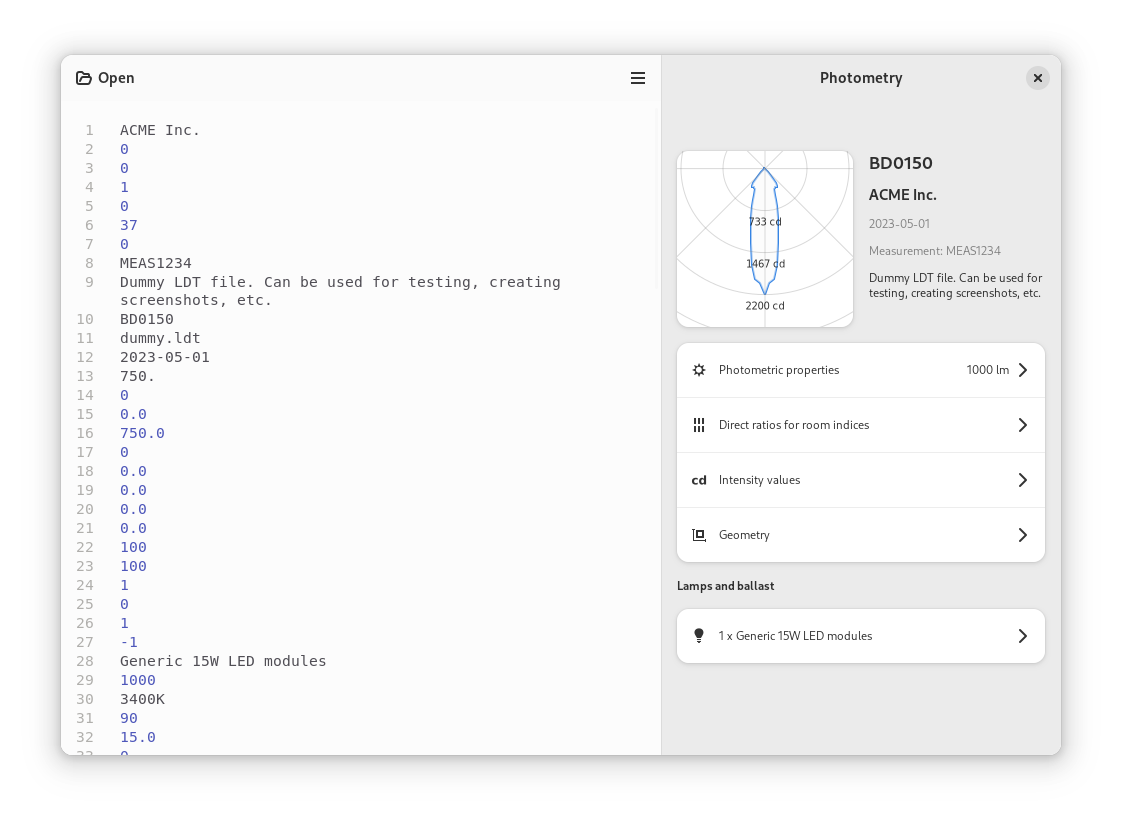 Open
1 ACME Inc.
2 0
3 0
4 1
5 0
6 37
7 0
8 MEAS1234
9 Dummy LDT file. Can be used for testing, creating
screenshots, etc.
10 BD0150
11 dummy.ldt
12 2023-05-01
13 750.
14 0
15 0.0
16 750.0
17 0
18 0.0
19 0.0
20 0.0
21 0.0
22 100
23 100
24 1
25 0
26 1
27 -1
28 Generic 15W LED modules
29 1000
30 3400K
31 90
32 15.0
33 0
Photometry
733 cd
1467 cd
2200 cd
BD0150
ACME Inc.
2023-05-01
Measurement: MEAS1234
Dummy LDT file. Can be used for
testing, creating screenshots, etc.
Photometric properties 1000 lm
Direct ratios for room indices
cd Intensity values
Geometry
Lamps and ballast
1 x Generic 15W LED modules